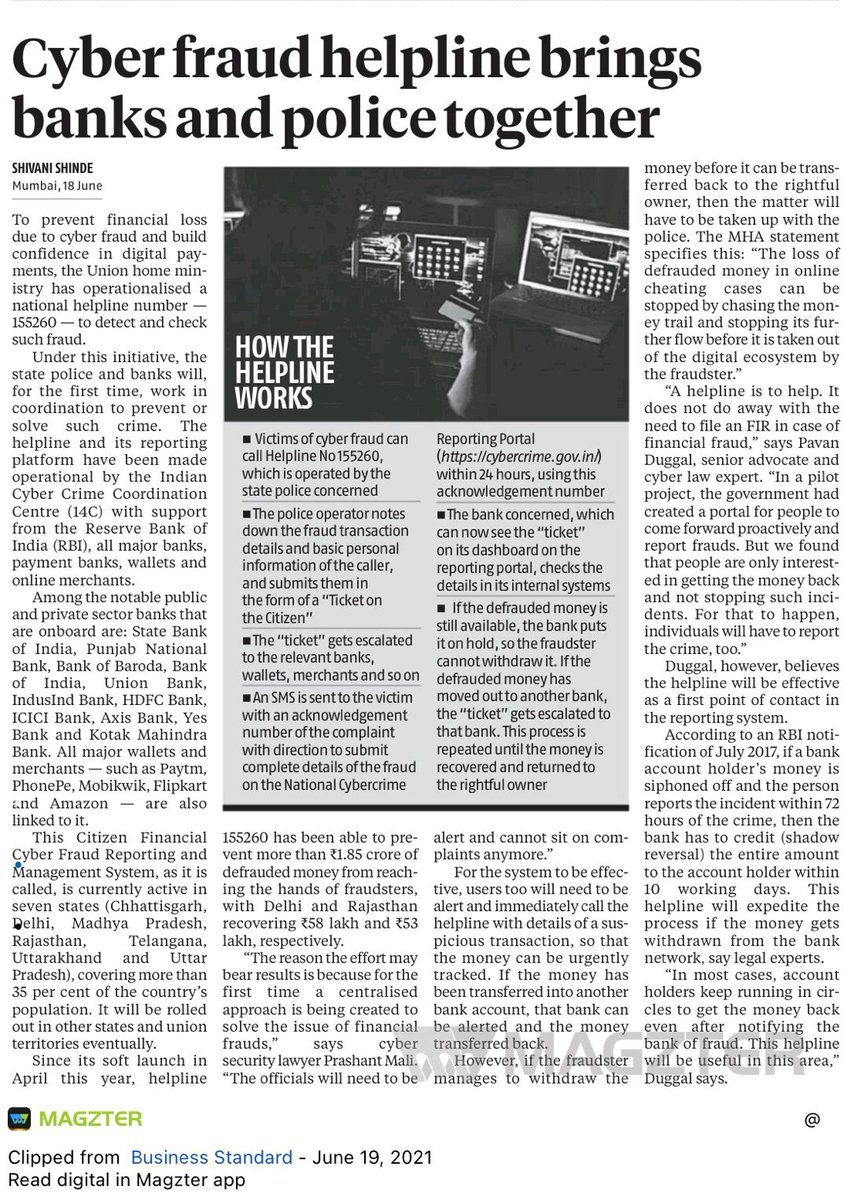 Cyber fraud helpline brings
banks and police together
SHIVANI SHINDE
Mumbai, 18 June
To prevent financial loss
due to cyber fraud and build
confidence in digital pay-
ments, the Union home min-
istry has operationalised a
national helpline number —
155260 — to detect and check
such fraud.
Under this initiative, the
state police and banks will,
for the first time, work in
coordination to prevent or
solve such crime. The
helpline and its reporting
platform have been made
operational by the Indian
Cyber Crime Coordination
Centre (14C) with support
from the Reserve Bank of
India (RBI), all major banks,
payment banks, wallets and
online merchants.
Among the notable public
and private sector banks that
are onboard are: State Bank
of India, Punjab National
Bank, Bank of Baroda, Bank
of India, Union Bank,
IndusInd Bank, HDFC Bank,
ICICI Bank, Axis Bank, Yes
Bank and Kotak Mahindra
Bank. All major wallets and
merchants — such as Paytm,
PhonePe, Mobikwik, Flipkart
and Amazon — are also
linked to it.
This Citizen Financial
Cyber Fraud Reporting and
Management System, as it is
called, is currently active in
seven states (Chhattisgarh,
Delhi, Madhya Pradesh,
Rajasthan, Telangana,
Uttarakhand and Uttar
Pradesh), covering more than
35 per cent of the country's
population. It will be rolled
out in other states and union
territories eventually.
Since its soft launch in
April this year, helpline
HOW THE
HELPLINE
WORKS
■ Victims of cyber fraud can
call Helpline No 155260,
which is operated by the
state police concerned
■ The police operator notes
down the fraud transaction
details and basic personal
information of the caller,
and submits them in
the form of a “Ticket on
the Citizen”
■ The “ticket” gets escalated
to the relevant banks,
wallets, merchants and so on
■ An SMS is sent to the victim
with an acknowledgement
number of the complaint
with direction to submit
complete details of the fraud
on the National Cybercrime
Reporting Portal
(https://cybercrime.gov.in/)
within 24 hours, using this
acknowledgement number
■ The bank concerned, which
can now see the “ticket”
on its dashboard on the
reporting portal, checks the
details in its internal systems
■ If the defrauded money is
still available, the bank puts
it on hold, so the fraudster
cannot withdraw it. If the
defrauded money has
moved out to another bank,
the “ticket” gets escalated to
that bank. This process is
repeated until the money is
recovered and returned to
the rightful owner
155260 has been able to pre-
vent more than ₹1.85 crore of
defrauded money from reach-
ing the hands of fraudsters,
with Delhi and Rajasthan
recovering ₹58 lakh and ₹53
lakh, respectively.
“The reason the effort may
bear results is because for the
first time a centralised
approach is being created to
solve the issue of financial
frauds,” says cyber
security lawyer Prashant Mali.
“The officials will need to be
alert and cannot sit on com-
plaints anymore.”
For the system to be effec-
tive, users too will need to be
alert and immediately call the
helpline with details of a sus-
picious transaction, so that
the money can be urgently
tracked. If the money has
been transferred into another
bank account, that bank can
be alerted and the money
transferred back.
However, if the fraudster
manages to withdraw the
money before it can be trans-
ferred back to the rightful
owner, then the matter will
have to be taken up with the
police. The MHA statement
specifies this: “The loss of
defrauded money in online
cheating cases can be
stopped by chasing the mon-
ey trail and stopping its fur-
ther flow before it is taken out
of the digital ecosystem by
the fraudster.”
“A helpline is to help. It
does not do away with the
need to file an FIR in case of
financial fraud,” says Pavan
Duggal, senior advocate and
cyber law expert. “In a pilot
project, the government had
created a portal for people to
come forward proactively and
report frauds. But we found
that people are only interest-
ed in getting the money back
and not stopping such inci-
dents. For that to happen,
individuals will have to report
the crime, too.”
Duggal, however, believes
the helpline will be effective
as a first point of contact in
the reporting system.
According to an RBI noti-
fication of July 2017, if a bank
account holder's money is
siphoned off and the person
reports the incident within 72
hours of the crime, then the
bank has to credit (shadow
reversal) the entire amount
to the account holder within
10 working days. This
helpline will expedite the
process if the money gets
withdrawn from the bank
network, say legal experts.
“In most cases, account
holders keep running in cir-
cles to get the money back
even after notifying the
bank of fraud. This helpline
will be useful in this area,”
Duggal says.
MAGZTER
MAGZTER
@
Clipped from Business Standard - June 19, 2021
Read digital in Magzter app